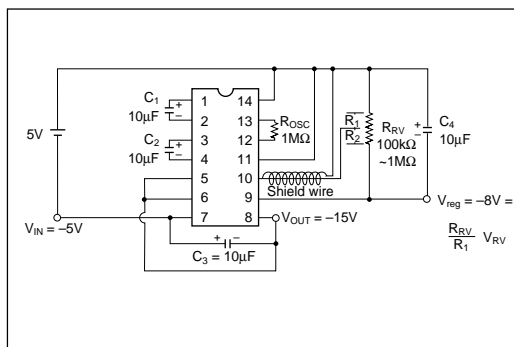 C1
10μF
+
−
C2
10μF
+
−
5V
1
2
3
4
5
6
7
14
13
12
11
10
9
8
ROSC
1MΩ
R1
R2
RRV
100kΩ
~1MΩ
+
−
C4
10μF
Shield wire
VIN = −5V
VOUT = −15V
+ −
C3 = 10μF
Vreg = −8V =
RRV
R1
VRV